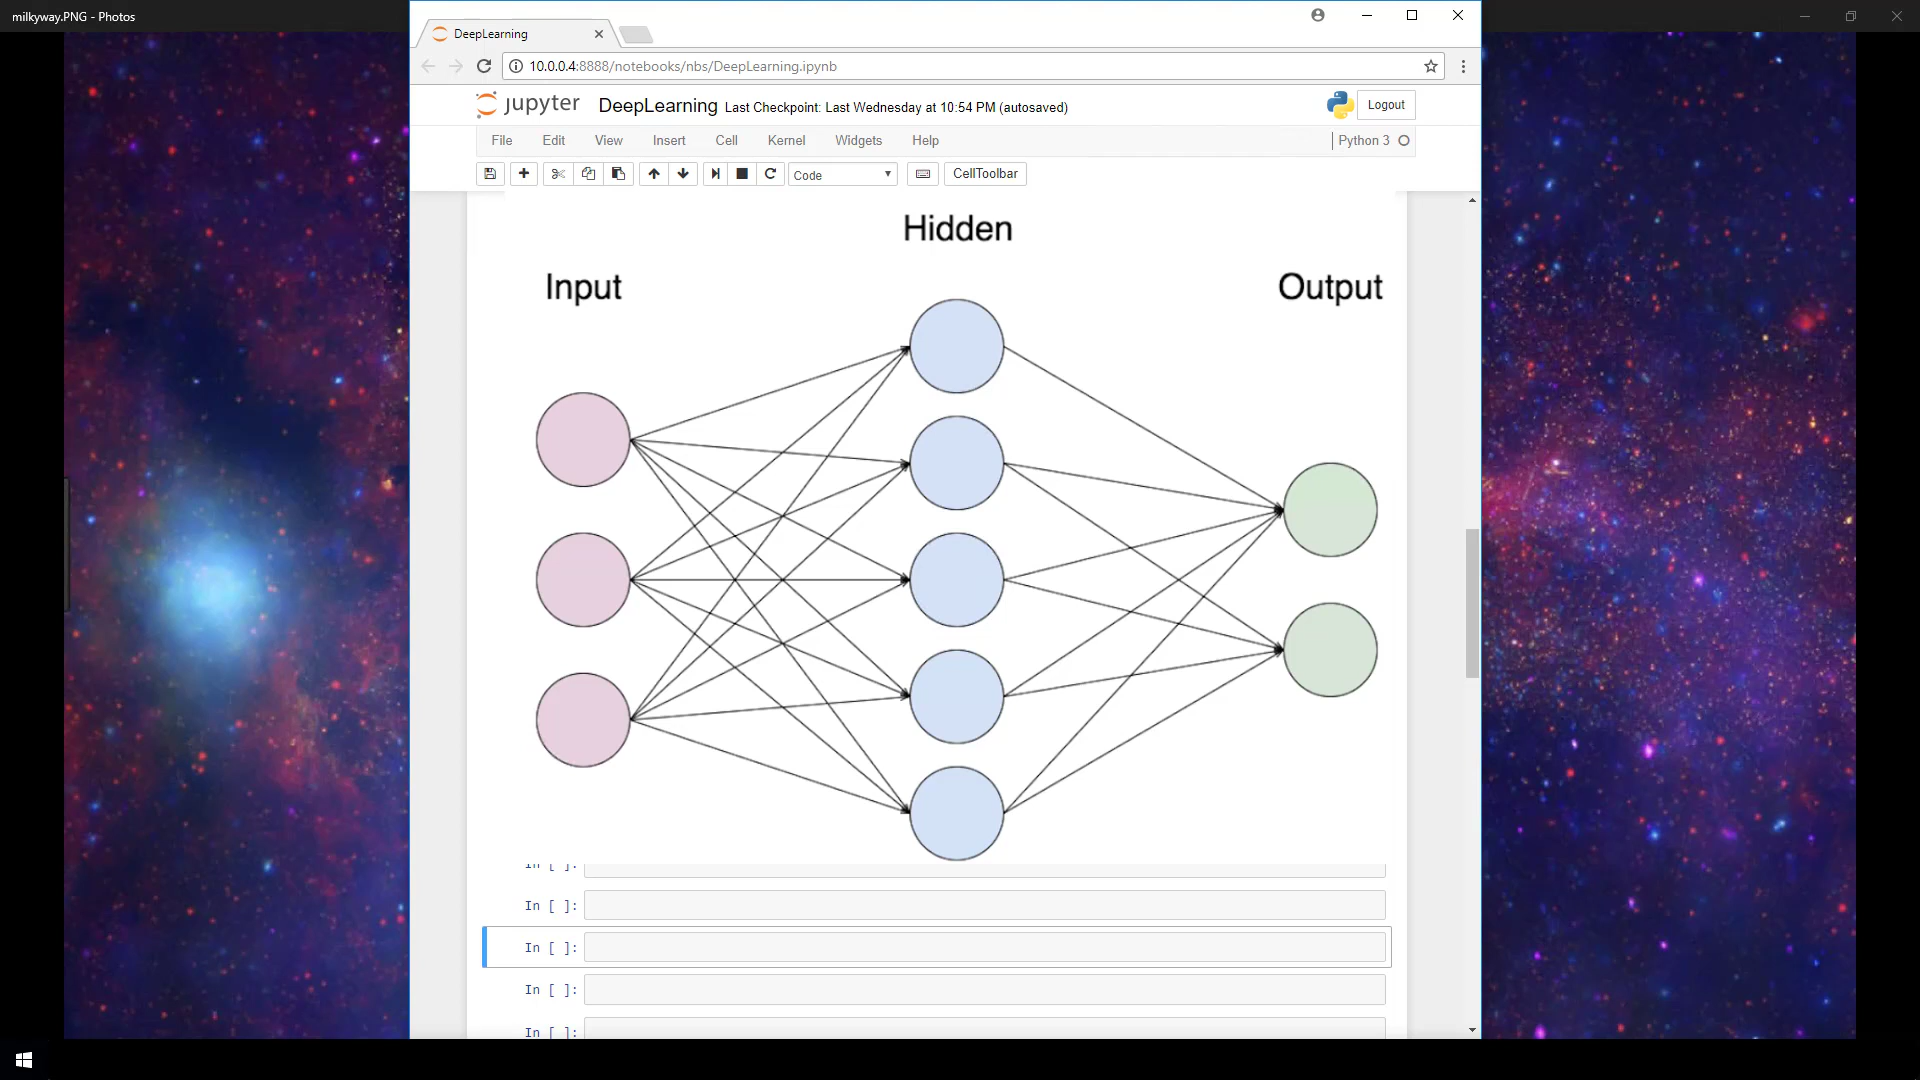 milkyway.PNG - Photos
DeepLearning
10.0.0.4:8888/notebooks/nbs/DeepLearning.ipynb
jupyter DeepLearning Last Checkpoint: Last Wednesday at 10:54 PM (autosaved) Logout
File Edit View Insert Cell Kernel Widgets Help Python 3
Code CellToolbar
Hidden
Input Output
In [ ]:
In [ ]:
In [ ]:
In [ ]:
In [ ]: